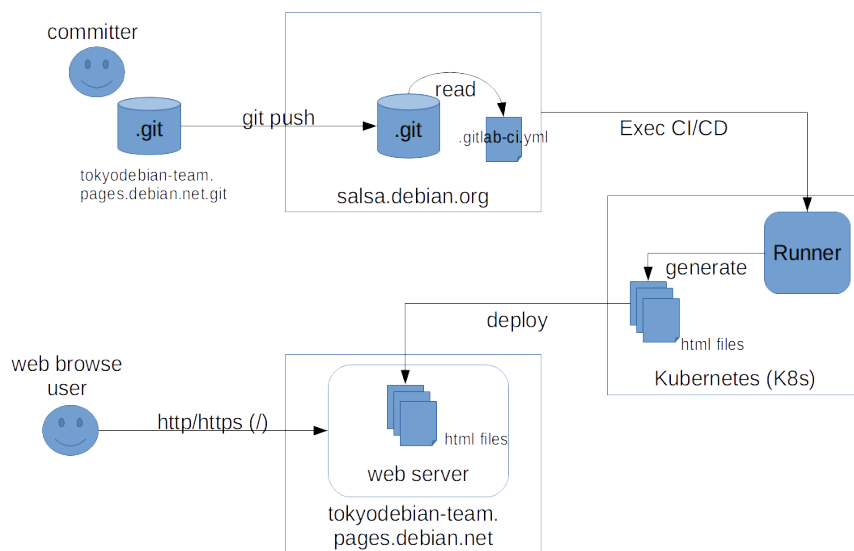 committer
.git
tokyodebian-team.
pages.debian.net.git
git push
.git
read
.gitlab-ci.yml
salsa.debian.org
Exec CI/CD
Runner
generate
html files
Kubernetes (K8s)
deploy
web browse
user
http/https (/)
html files
web server
tokyodebian-team.
pages.debian.net